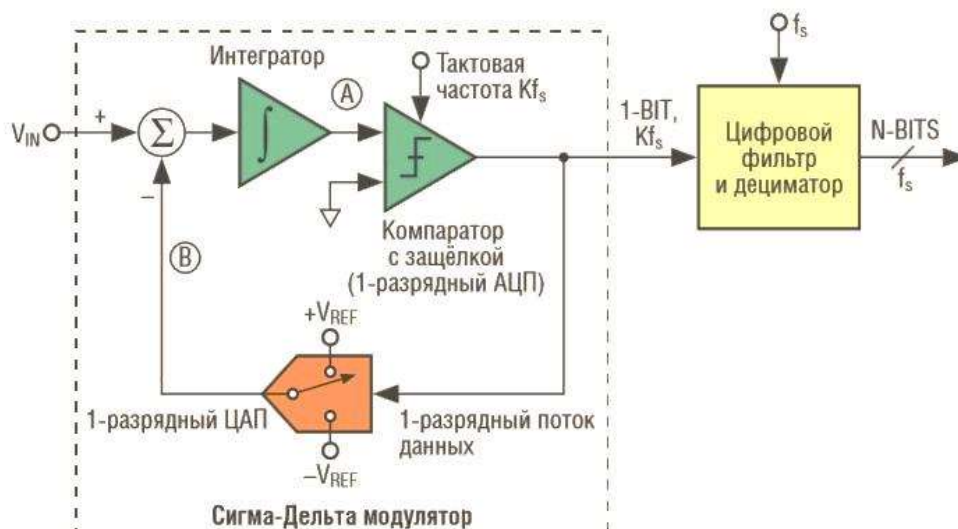 Интегратор
A
Тактовая
частота Kfs
fs
VIN
+
Σ
∫
1-BIT,
Kfs
Цифровой
фильтр
и дециматор
N-BITS
fs
−
B
Компаратор
с защёлкой
(1-разрядный АЦП)
+VREF
1-разрядный ЦАП
1-разрядный поток
данных
−VREF
Сигма-Дельта модулятор